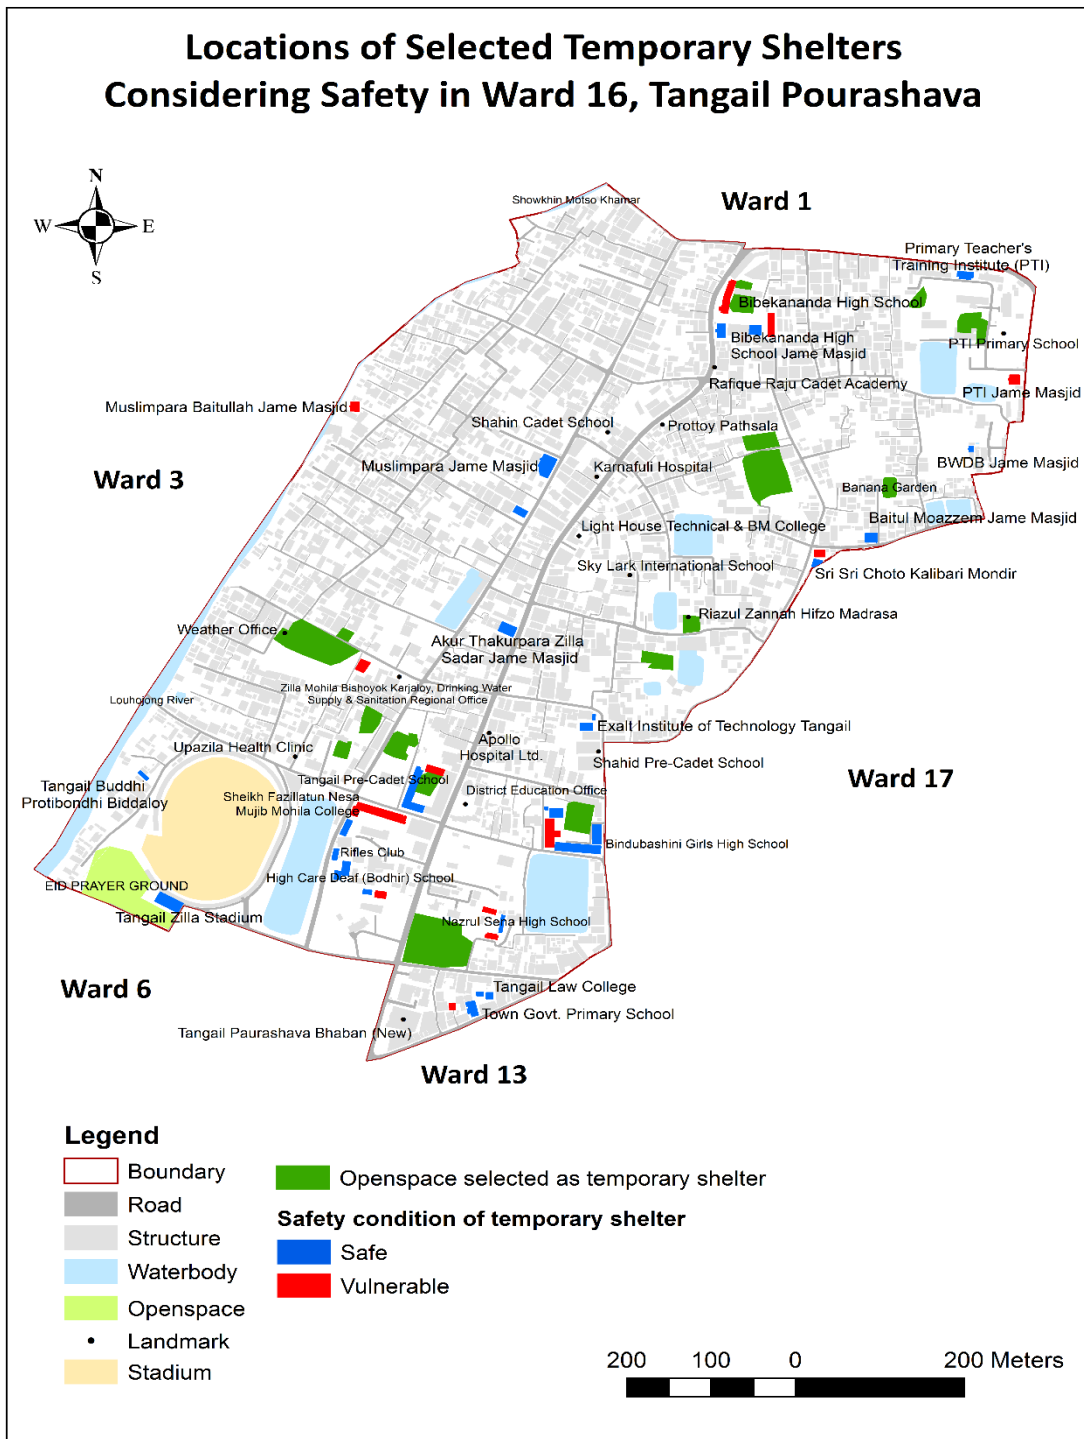 Locations of Selected Temporary Shelters
Considering Safety in Ward 16, Tangail Pourashava
N
W
E
S
Ward 1
Showkhin Motso Khamar
Primary Teacher's
Training Institute (PTI)
Bibekananda High School
Bibekananda High
School Jame Masjid
PTI Primary School
Rafique Raju Cadet Academy
PTI Jame Masjid
Muslimpara Baitullah Jame Masjid
Shahin Cadet School
Prottoy Pathsala
Ward 3
Muslimpara Jame Masjid
Karnafuli Hospital
BWDB Jame Masjid
Banana Garden
Baitul Moazzem Jame Masjid
Light House Technical & BM College
Sky Lark International School
Sri Sri Choto Kalibari Mondir
Riazul Zannah Hifzo Madrasa
Weather Office
Akur Thakurpara Zilla
Sadar Jame Masjid
Zilla Mohila Bishoyok Karjaloy, Drinking Water
Supply & Sanitation Regional Office
Louhojong River
Exalt Institute of Technology Tangail
Upazila Health Clinic
Apollo
Hospital Ltd.
Shahid Pre-Cadet School
Ward 17
Tangail Buddhi
Protibondhi Biddaloy
Tangail Pre-Cadet School
Sheikh Fazillatun Nesa
Mujib Mohila College
District Education Office
Rifles Club
Bindubashini Girls High School
High Care Deaf (Bodhir) School
EID PRAYER GROUND
Tangail Zilla Stadium
Nazrul Sena High School
Ward 6
Tangail Law College
Town Govt. Primary School
Tangail Paurashava Bhaban (New)
Ward 13
Legend
Boundary
Road
Structure
Waterbody
Openspace
Landmark
Stadium
Openspace selected as temporary shelter
Safety condition of temporary shelter
Safe
Vulnerable
200 100 0 200 Meters